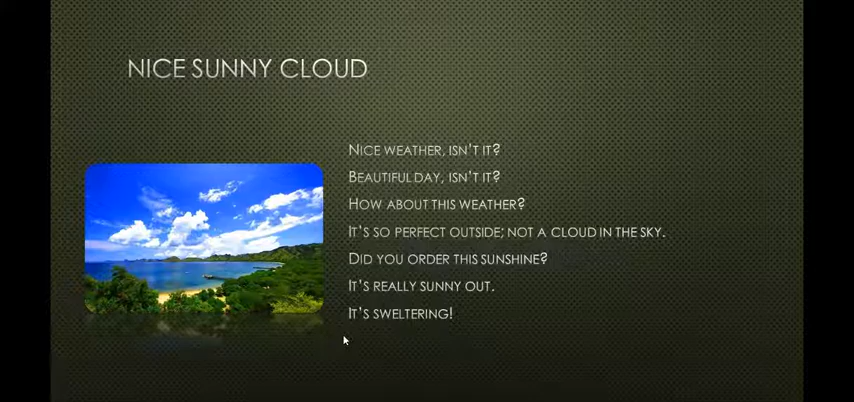 NICE SUNNY CLOUD
NICE WEATHER, ISN'T IT?
BEAUTIFUL DAY, ISN'T IT?
HOW ABOUT THIS WEATHER?
IT'S SO PERFECT OUTSIDE; NOT A CLOUD IN THE SKY.
DID YOU ORDER THIS SUNSHINE?
IT'S REALLY SUNNY OUT.
IT'S SWELTERING!